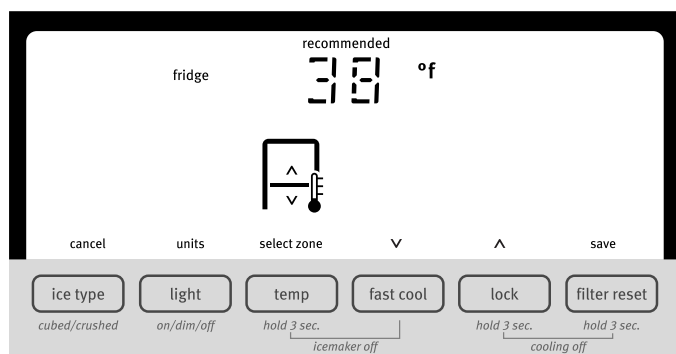 recommended
fridge 38 °f
cancel units select zone ∨ ∧ save
ice type light temp fast cool lock filter reset
cubed/crushed on/dim/off hold 3 sec. hold 3 sec. hold 3 sec.
icemaker off cooling off